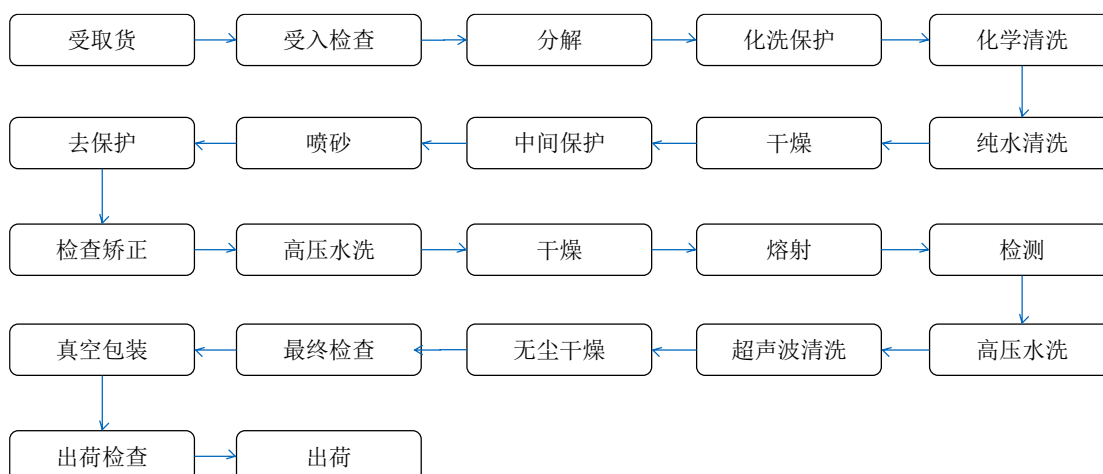 受取货
受入检查
分解
化洗保护
化学清洗
纯水清洗
干燥
中间保护
喷砂
去保护
检查矫正
高压水洗
干燥
熔射
检测
高压水洗
超声波清洗
无尘干燥
最终检查
真空包装
出荷检查
出荷